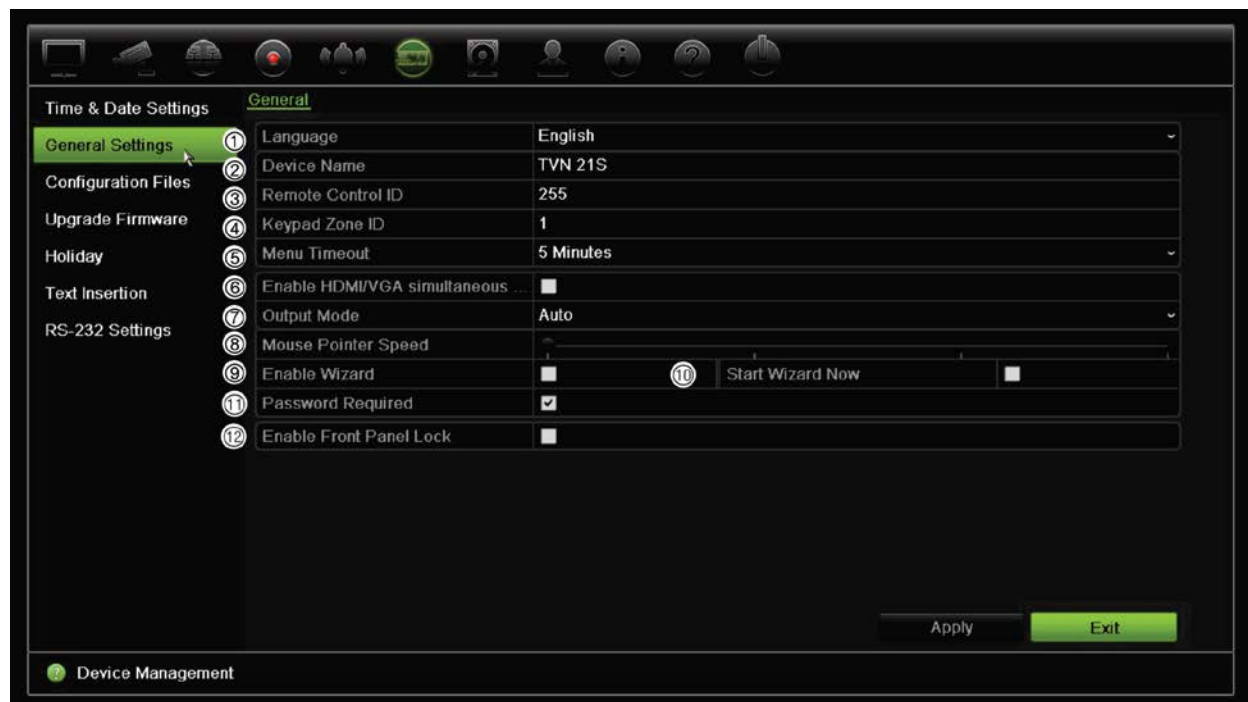 Time & Date Settings
General
General Settings
① Language English
② Device Name TVN 21S
Configuration Files
③ Remote Control ID 255
Upgrade Firmware
④ Keypad Zone ID 1
Holiday
⑤ Menu Timeout 5 Minutes
Text Insertion
⑥ Enable HDMI/VGA simultaneous ...
RS-232 Settings
⑦ Output Mode Auto
⑧ Mouse Pointer Speed
⑨ Enable Wizard ⑩ Start Wizard Now
⑪ Password Required
⑫ Enable Front Panel Lock
Apply Exit
? Device Management